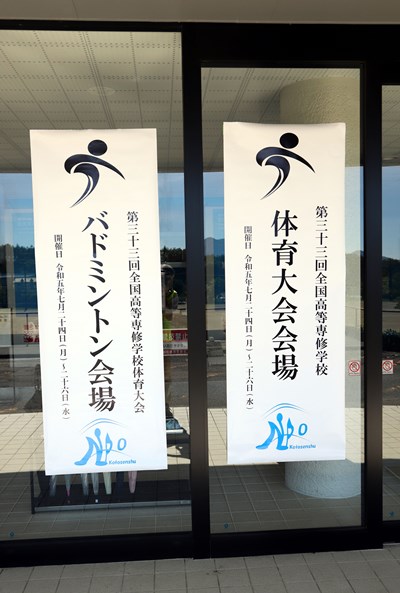 第三十三回全国高等専修学校体育大会
バドミントン会場
開催日 令和五年七月二十四日(月)~二十六日(水)
Kotosenshu
第三十三回全国高等専修学校
体育大会会場
開催日 令和五年七月二十四日(月)~二十六日(水)
Kotosenshu